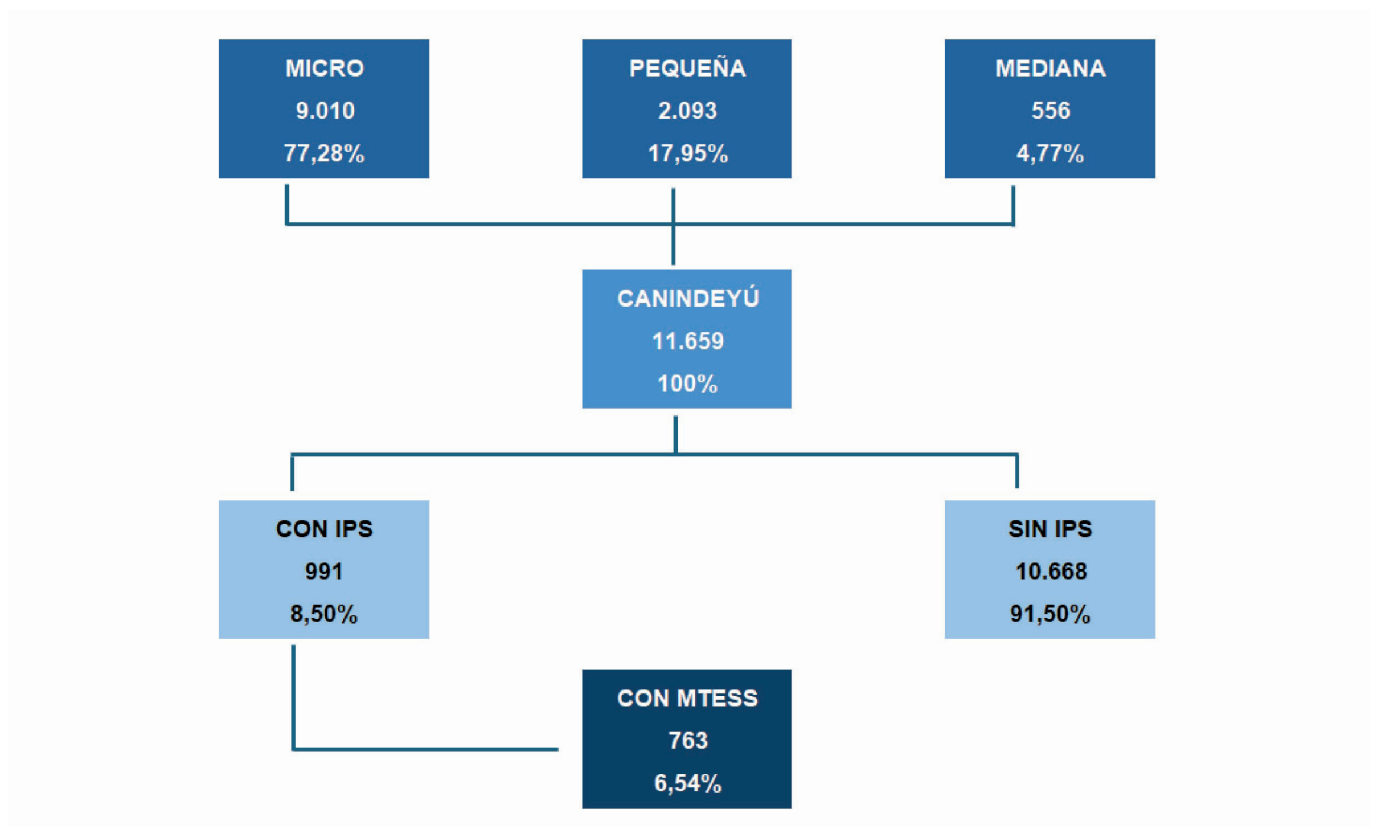 MICRO
9.010
77,28%
PEQUEÑA
2.093
17,95%
MEDIANA
556
4,77%
CANINDEYÚ
11.659
100%
CON IPS
991
8,50%
SIN IPS
10.668
91,50%
CON MTESS
763
6,54%